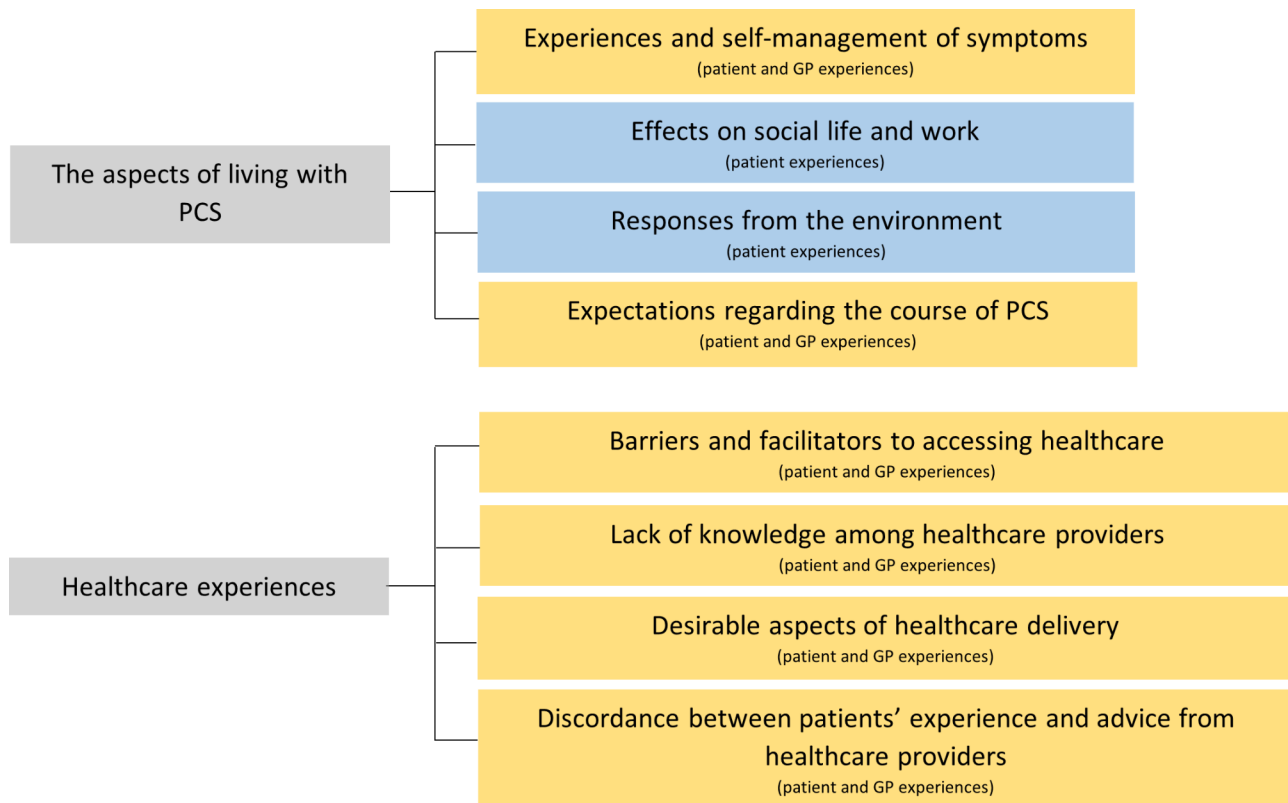 Experiences and self-management of symptoms
(patient and GP experiences)
Effects on social life and work
(patient experiences)
The aspects of living with
PCS
Responses from the environment
(patient experiences)
Expectations regarding the course of PCS
(patient and GP experiences)
Barriers and facilitators to accessing healthcare
(patient and GP experiences)
Lack of knowledge among healthcare providers
(patient and GP experiences)
Healthcare experiences
Desirable aspects of healthcare delivery
(patient and GP experiences)
Discordance between patients’ experience and advice from
healthcare providers
(patient and GP experiences)